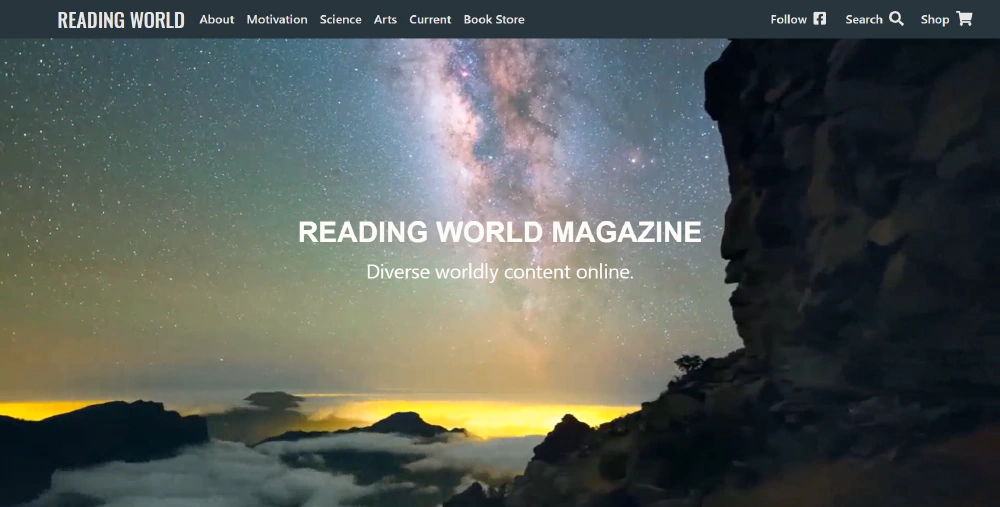 READING WORLD About Motivation Science Arts Current Book Store Follow Search Shop
READING WORLD MAGAZINE
Diverse worldly content online.